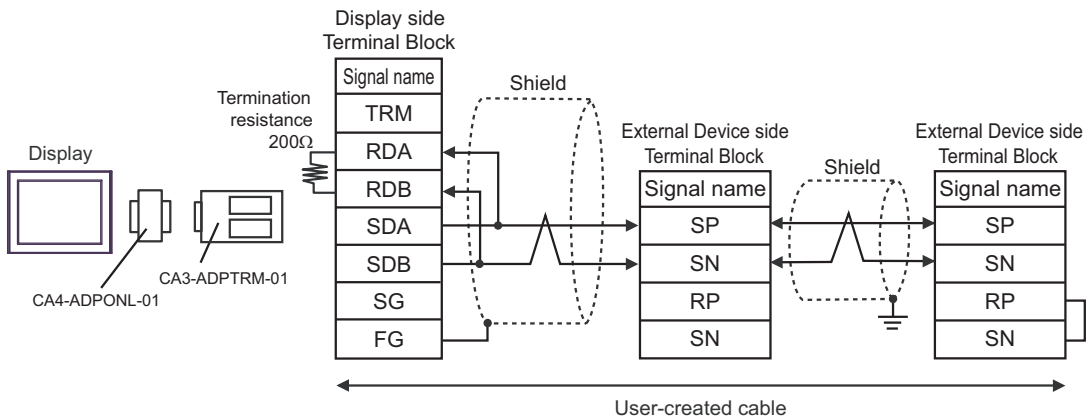 Display side
Terminal Block
Signal name
TRM
RDA
RDB
SDA
SDB
SG
FG
Termination
resistance
200Ω
Shield
Display
CA4-ADPONL-01
CA3-ADPTRM-01
External Device side
Terminal Block
Signal name
SP
SN
RP
SN
Shield
External Device side
Terminal Block
Signal name
SP
SN
RP
SN
User-created cable